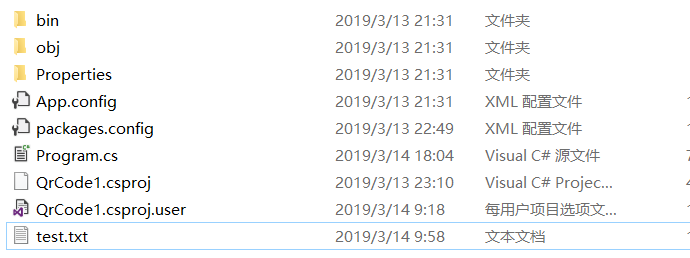 bin 2019/3/13 21:31 文件夹
obj 2019/3/13 21:31 文件夹
Properties 2019/3/13 21:31 文件夹
App.config 2019/3/13 21:31 XML 配置文件
packages.config 2019/3/13 22:49 XML 配置文件
Program.cs 2019/3/14 18:04 Visual C# 源文件
QrCode1.csproj 2019/3/13 23:10 Visual C# Projec...
QrCode1.csproj.user 2019/3/14 9:18 每用户项目选项文...
test.txt 2019/3/14 9:58 文本文档